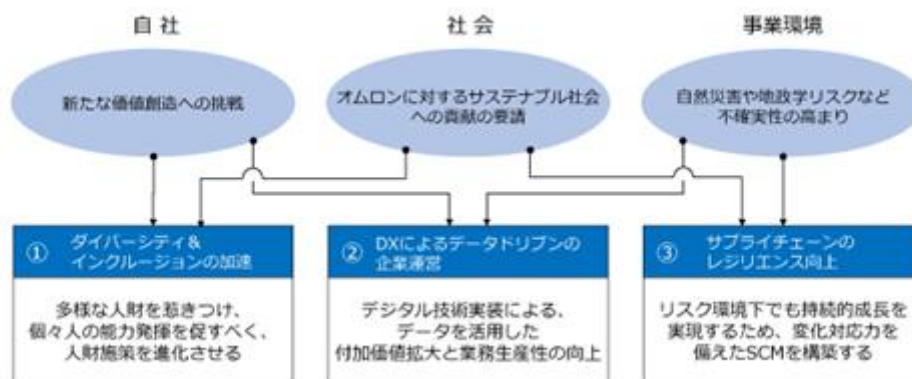 自 社
社 会
事業環境
新たな価値創造への挑戦
オムロンに対するサステナブル社会
への貢献の要請
自然災害や地政学リスクなど
不確実性の高まり
① ダイバーシティ&
インクルージョンの加速
② DXによるデータドリブンの
企業運営
③ サプライチェーンの
レジリエンス向上
多様な人財を惹きつけ、
個々人の能力発揮を促すべく、
人財施策を進化させる
デジタル技術実装による、
データを活用した
付加価値拡大と業務生産性の向上
リスク環境下でも持続的成長を
実現するため、変化対応力を
備えたSCMを構築する